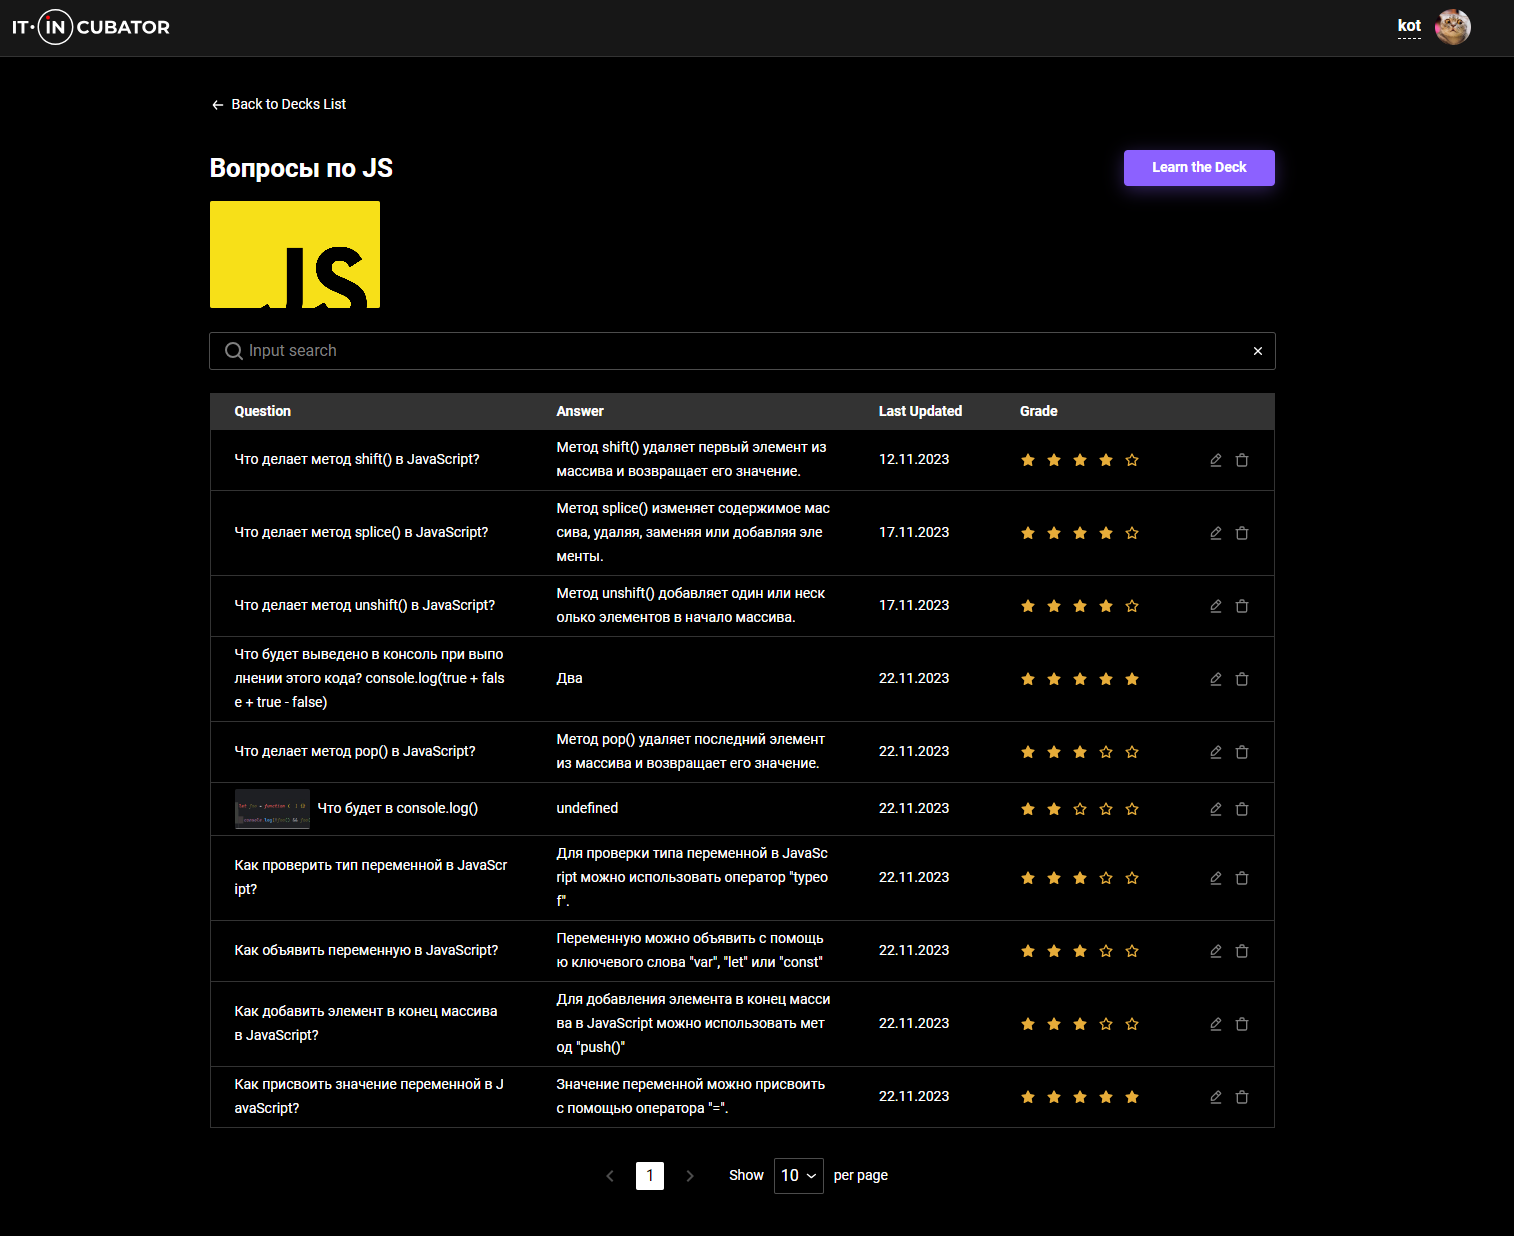 IT·INCUBATOR
kot
Back to Decks List
Вопросы по JS
Learn the Deck
JS
Input search
Question Answer Last Updated Grade
Что делает метод shift() в JavaScript?
Метод shift() удаляет первый элемент из
массива и возвращает его значение.
12.11.2023
Что делает метод splice() в JavaScript?
Метод splice() изменяет содержимое мас
сива, удаляя, заменяя или добавляя эле
менты.
17.11.2023
Что делает метод unshift() в JavaScript?
Метод unshift() добавляет один или неск
олько элементов в начало массива.
17.11.2023
Что будет выведено в консоль при выпо
лнении этого кода? console.log(true + fals
e + true - false)
Два
22.11.2023
Что делает метод pop() в JavaScript?
Метод pop() удаляет последний элемент
из массива и возвращает его значение.
22.11.2023
Что будет в console.log()
undefined
22.11.2023
Как проверить тип переменной в JavaScr
ipt?
Для проверки типа переменной в JavaSc
ript можно использовать оператор "typeo
f".
22.11.2023
Как объявить переменную в JavaScript?
Переменную можно объявить с помощь
ю ключевого слова "var", "let" или "const"
22.11.2023
Как добавить элемент в конец массива
в JavaScript?
Для добавления элемента в конец масси
ва в JavaScript можно использовать мет
од "push()"
22.11.2023
Как присвоить значение переменной в J
avaScript?
Значение переменной можно присвоить
с помощью оператора "=".
22.11.2023
1 Show 10 per page